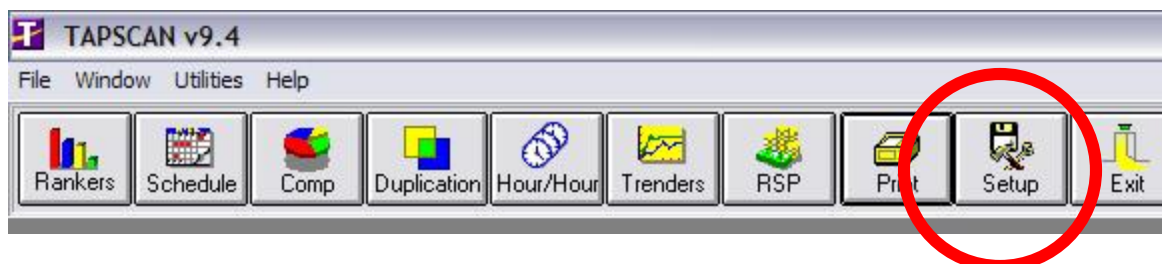 TAPSCAN v9.4
File Window Utilities Help
Rankers Schedule Comp Duplication Hour/Hour Trenders RSP Print Setup Exit